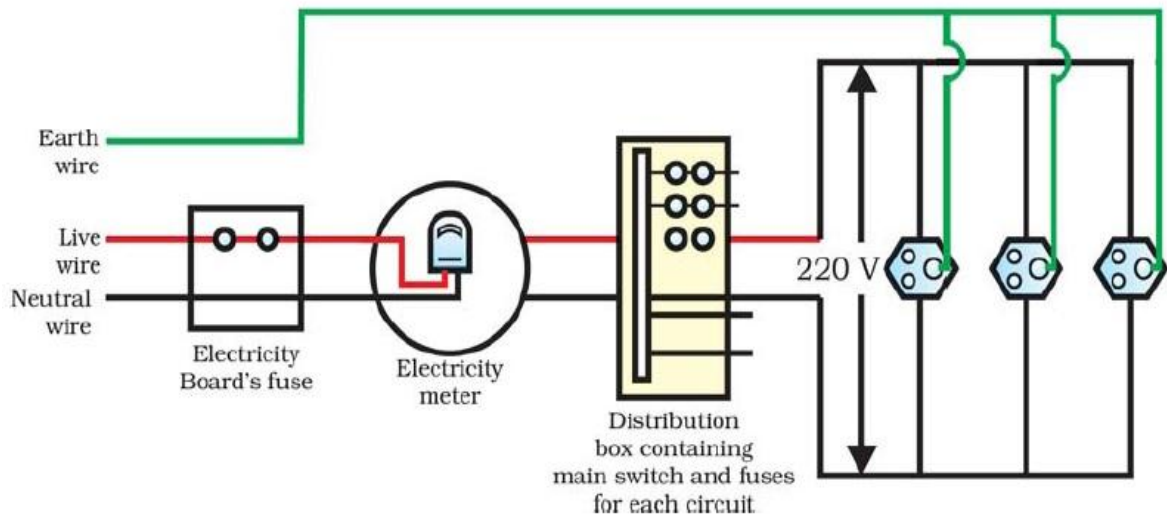 Earth
wire
Live
wire
Neutral
wire
Electricity
Board's fuse
Electricity
meter
Distribution
box containing
main switch and fuses
for each circuit
220 V